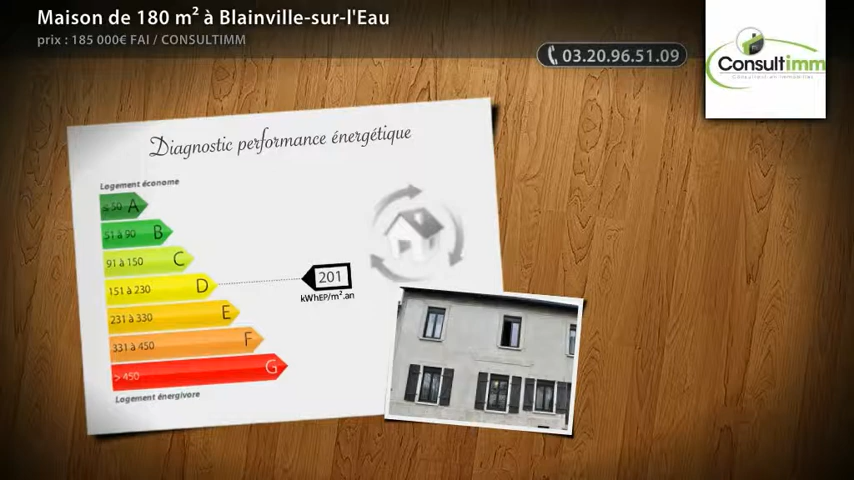 Maison de 180 m² à Blainville-sur-l'Eau
prix : 185 000€ FAI / CONSULTIMM
03.20.96.51.09
Consultimm
Diagnostic performance énergétique
Logement économe
≤ 50 A
51 à 90 B
91 à 150 C
151 à 230 D
201
kWhEP/m².an
231 à 330 E
331 à 450 F
> 450 G
Logement énergivore